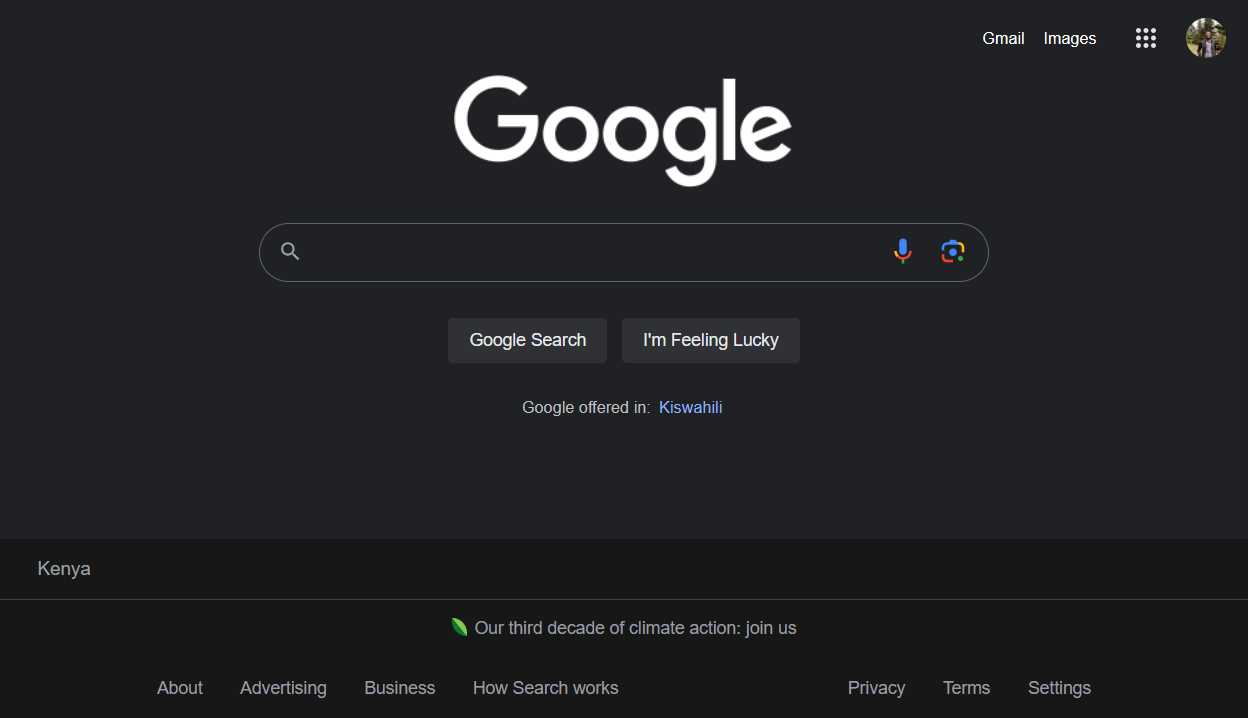 Gmail Images
Google
Google Search I'm Feeling Lucky
Google offered in: Kiswahili
Kenya
Our third decade of climate action: join us
About Advertising Business How Search works Privacy Terms Settings